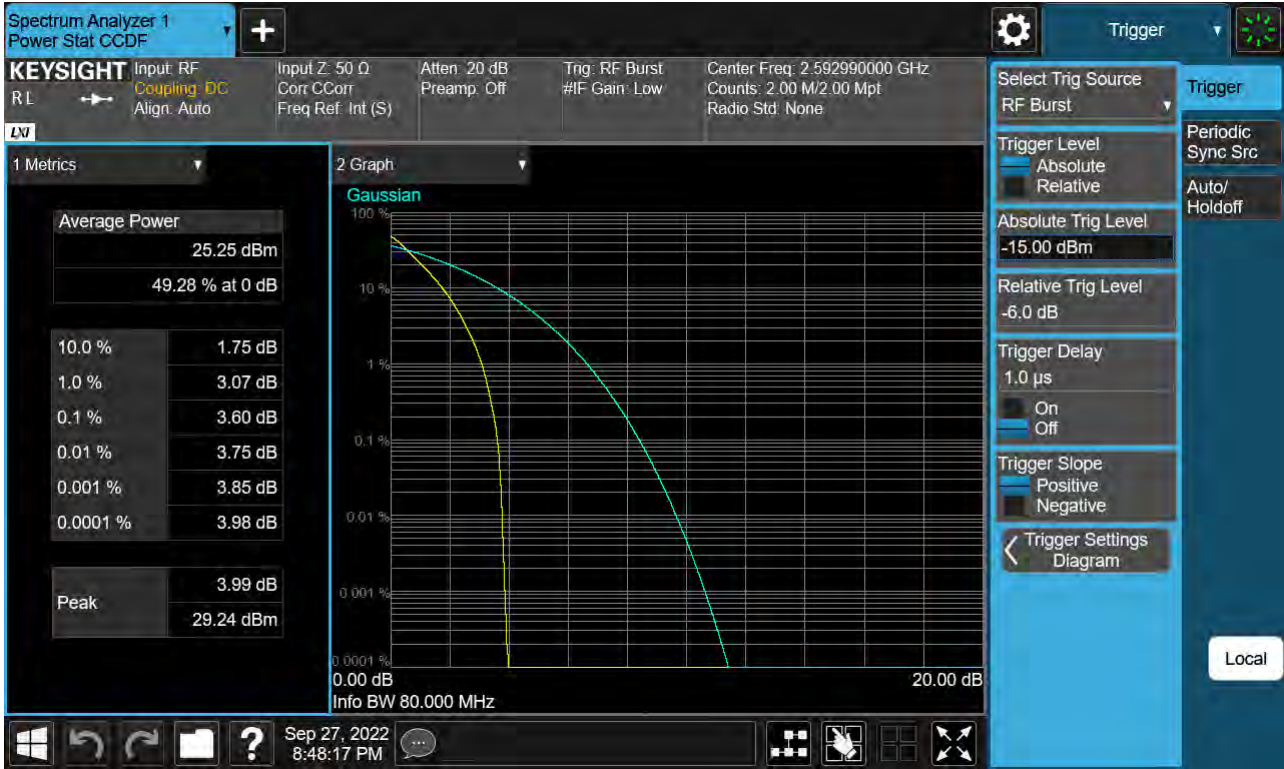 Spectrum Analyzer 1
Power Stat CCDF
Trigger
KEYSIGHT
R L
LXI
Input: RF
Coupling: DC
Align: Auto
Input Z: 50 Ω
Corr CCorr
Freq Ref: Int (S)
Atten: 20 dB
Preamp: Off
Trig: RF Burst
#IF Gain: Low
Center Freq: 2.592990000 GHz
Counts: 2.00 M/2.00 Mpt
Radio Std: None
1 Metrics
Average Power
25.25 dBm
49.28 % at 0 dB
10.0 % 1.75 dB
1.0 % 3.07 dB
0.1 % 3.60 dB
0.01 % 3.75 dB
0.001 % 3.85 dB
0.0001 % 3.98 dB
Peak
3.99 dB
29.24 dBm
2 Graph
Gaussian
100 %
10 %
1 %
0.1 %
0.01 %
0.001 %
0.0001 %
0.00 dB 20.00 dB
Info BW 80.000 MHz
Select Trig Source
RF Burst
Trigger Level
Absolute
Relative
Absolute Trig Level
-15.00 dBm
Relative Trig Level
-6.0 dB
Trigger Delay
1.0 µs
On
Off
Trigger Slope
Positive
Negative
Trigger Settings
Diagram
Trigger
Periodic
Sync Src
Auto/
Holdoff
Local
?
Sep 27, 2022
8:48:17 PM